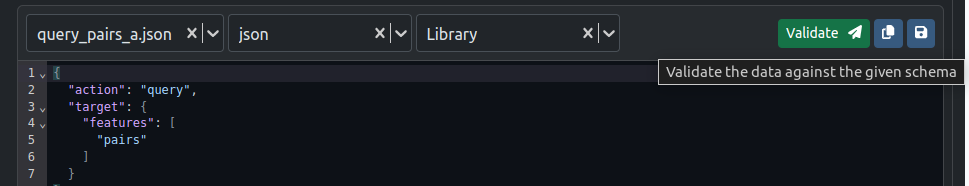 query_pairs_a.json
json
Library
Validate
Validate the data against the given schema
1 {
2 "action": "query",
3 "target": {
4 "features": [
5 "pairs"
6 ]
7 }